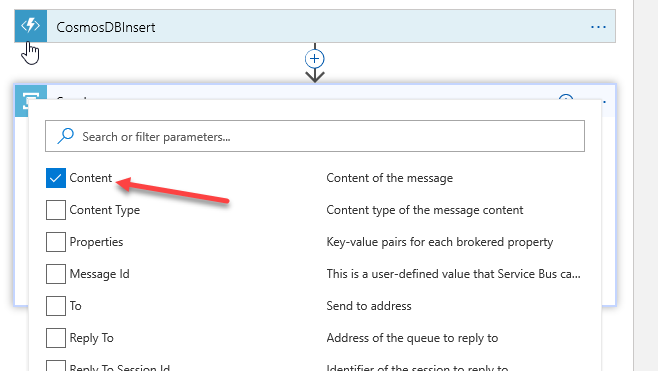 CosmosDBInsert
Search or filter parameters...
Content Content of the message
Content Type Content type of the message content
Properties Key-value pairs for each brokered property
Message Id This is a user-defined value that Service Bus ca...
To Send to address
Reply To Address of the queue to reply to
Reply To Session Id Identifier of the session to reply to